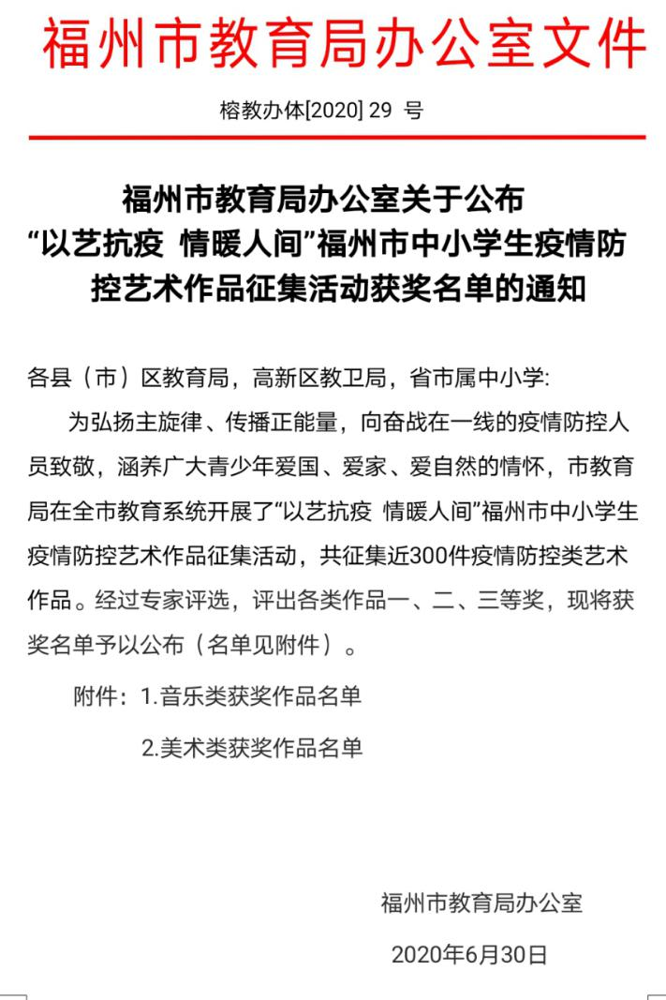 福州市教育局办公室文件
榕教办体[2020] 29 号
福州市教育局办公室关于公布
“以艺抗疫 情暖人间”福州市中小学生疫情防
控艺术作品征集活动获奖名单的通知
各县（市）区教育局，高新区教卫局，省市属中小学:
为弘扬主旋律、传播正能量，向奋战在一线的疫情防控人
员致敬，涵养广大青少年爱国、爱家、爱自然的情怀，市教育
局在全市教育系统开展了“以艺抗疫 情暖人间”福州市中小学生
疫情防控艺术作品征集活动，共征集近300件疫情防控类艺术
作品。经过专家评选，评出各类作品一、二、三等奖，现将获
奖名单予以公布（名单见附件）。
附件：1.音乐类获奖作品名单
2.美术类获奖作品名单
福州市教育局办公室
2020年6月30日